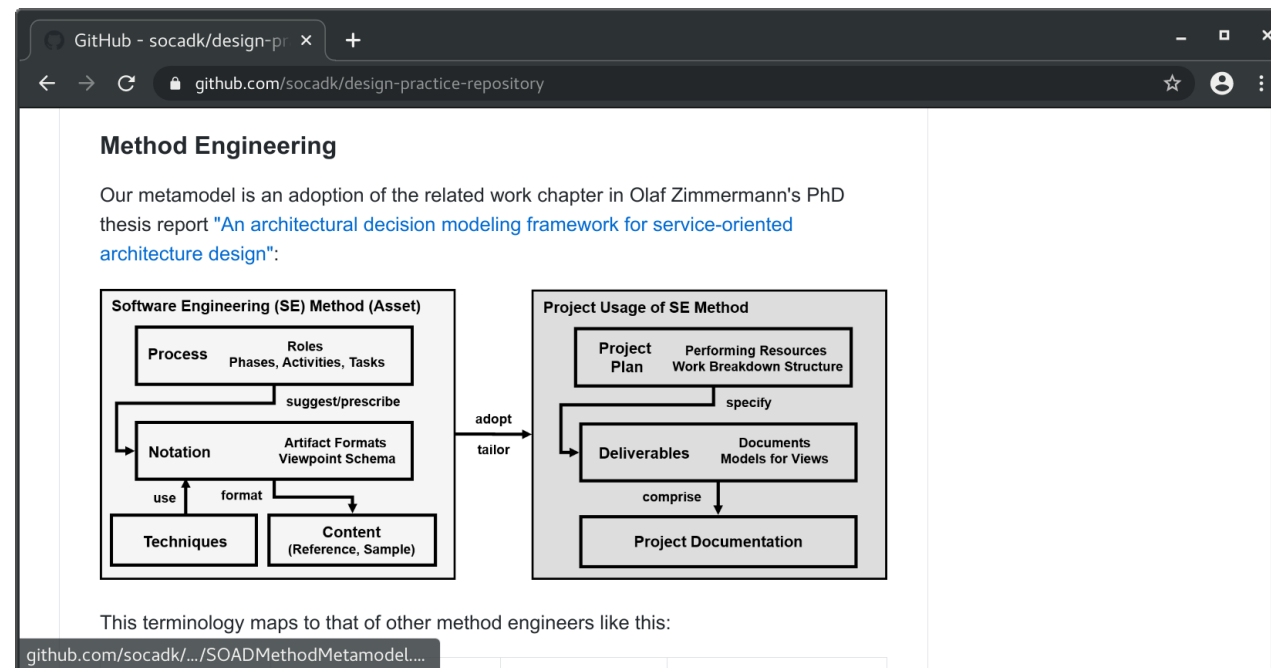 GitHub - socadk/design-pr
github.com/socadk/design-practice-repository
Method Engineering
Our metamodel is an adoption of the related work chapter in Olaf Zimmermann's PhD
thesis report "An architectural decision modeling framework for service-oriented
architecture design":
Software Engineering (SE) Method (Asset)
Process
Roles
Phases, Activities, Tasks
suggest/prescribe
Notation
Artifact Formats
Viewpoint Schema
use
format
Techniques
Content
(Reference, Sample)
adopt
tailor
Project Usage of SE Method
Project
Plan
Performing Resources
Work Breakdown Structure
specify
Deliverables
Documents
Models for Views
comprise
Project Documentation
This terminology maps to that of other method engineers like this:
github.com/socadk/.../SOADMethodMetamodel....